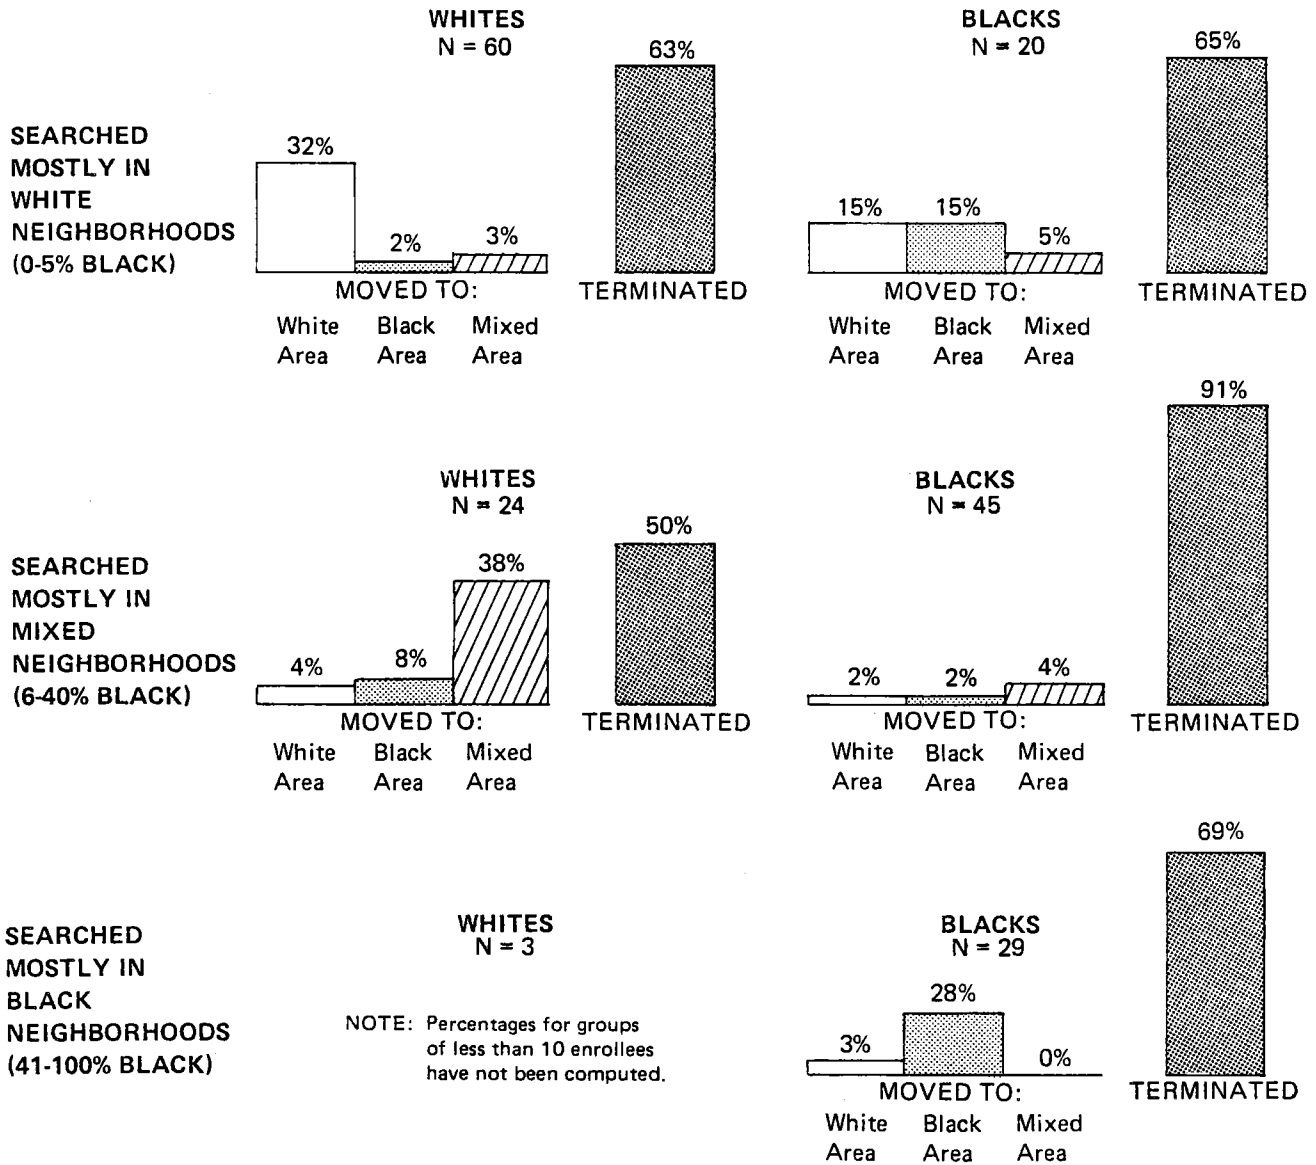 WHITES
N = 60
BLACKS
N = 20
63%
65%
SEARCHED
MOSTLY IN
WHITE
NEIGHBORHOODS
(0-5% BLACK)
32%
2%
3%
15%
15%
5%
MOVED TO:
TERMINATED
MOVED TO:
TERMINATED
White Area
Black Area
Mixed Area
White Area
Black Area
Mixed Area
WHITES
N = 24
BLACKS
N = 45
50%
91%
SEARCHED
MOSTLY IN
MIXED
NEIGHBORHOODS
(6-40% BLACK)
4%
8%
38%
2%
2%
4%
MOVED TO:
TERMINATED
MOVED TO:
TERMINATED
White Area
Black Area
Mixed Area
White Area
Black Area
Mixed Area
69%
WHITES
N = 3
BLACKS
N = 29
SEARCHED
MOSTLY IN
BLACK
NEIGHBORHOODS
(41-100% BLACK)
NOTE: Percentages for groups
of less than 10 enrollees
have not been computed.
3%
28%
0%
MOVED TO:
TERMINATED
White Area
Black Area
Mixed Area